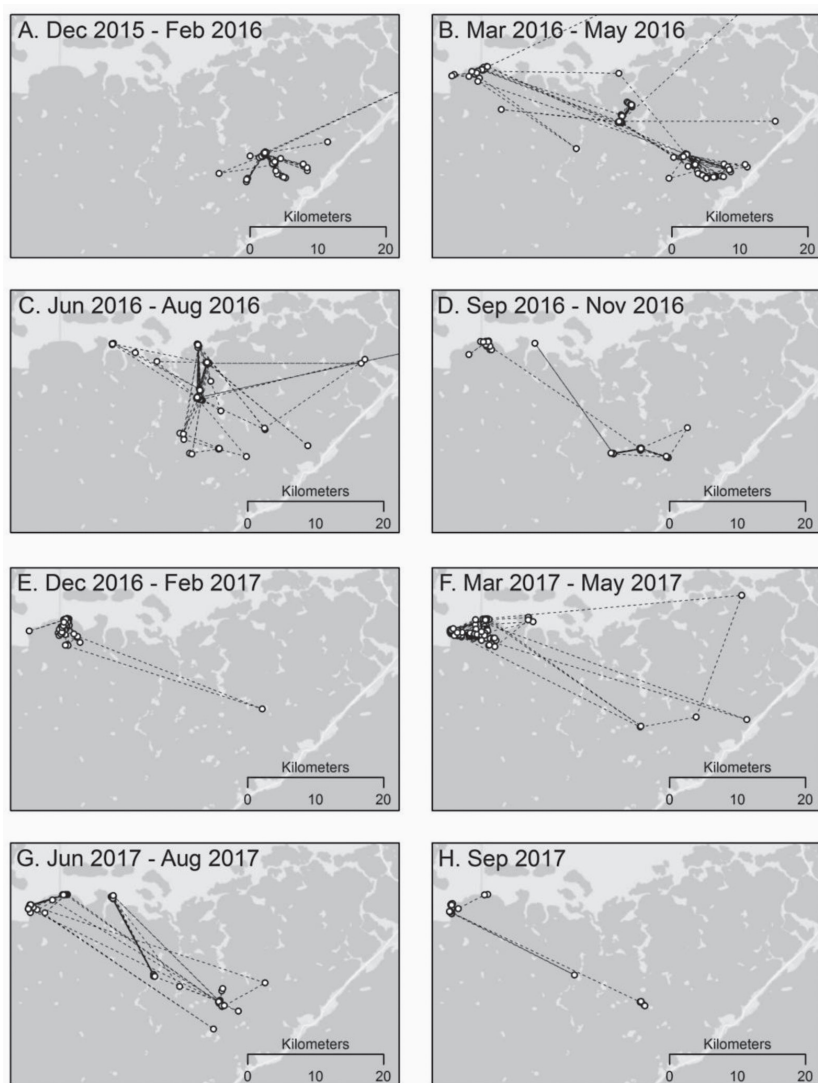 A. Dec 2015 - Feb 2016
Kilometers
0 10 20
B. Mar 2016 - May 2016
Kilometers
0 10 20
C. Jun 2016 - Aug 2016
Kilometers
0 10 20
D. Sep 2016 - Nov 2016
Kilometers
0 10 20
E. Dec 2016 - Feb 2017
Kilometers
0 10 20
F. Mar 2017 - May 2017
Kilometers
0 10 20
G. Jun 2017 - Aug 2017
Kilometers
0 10 20
H. Sep 2017
Kilometers
0 10 20